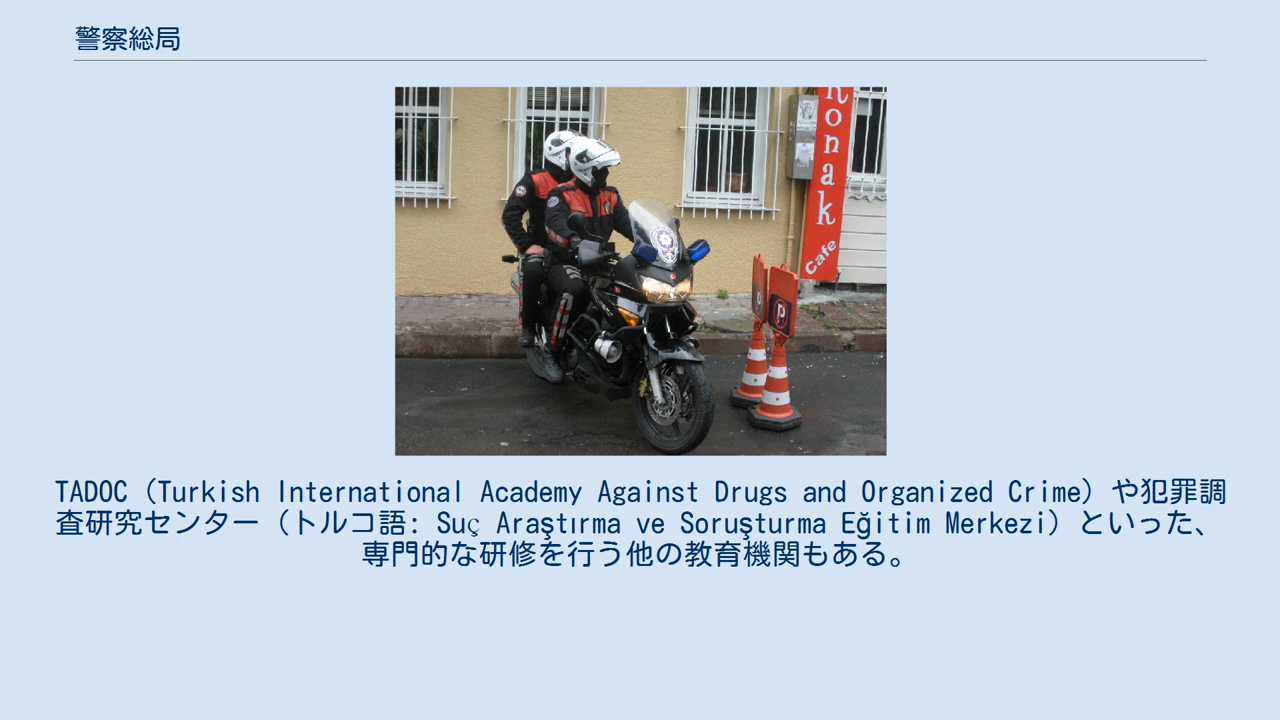 警察総局
nonak
Cafe
P
TADOC（Turkish International Academy Against Drugs and Organized Crime）や犯罪調
査研究センター（トルコ語: Suç Araştırma ve Soruşturma Eğitim Merkezi）といった、
専門的な研修を行う他の教育機関もある。